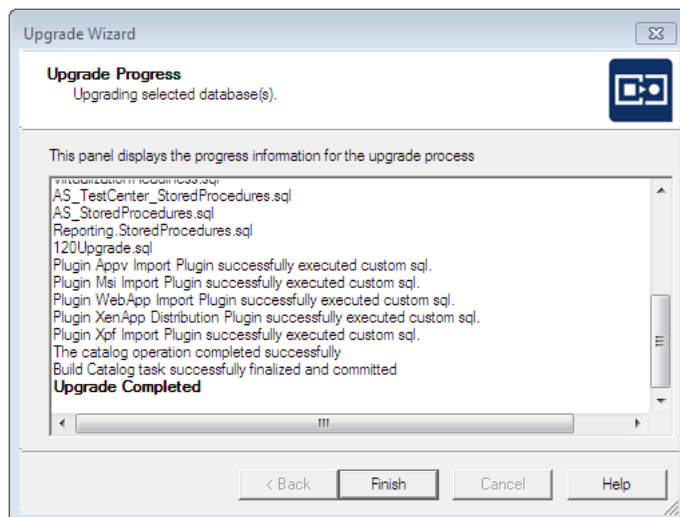 Upgrade Wizard
Upgrade Progress
Upgrading selected database(s).
This panel displays the progress information for the upgrade process
VirtualizationReadiness.sql
AS_TestCenter_StoredProcedures.sql
AS_StoredProcedures.sql
Reporting.StoredProcedures.sql
120Upgrade.sql
Plugin Appv Import Plugin successfully executed custom sql.
Plugin Msi Import Plugin successfully executed custom sql.
Plugin WebApp Import Plugin successfully executed custom sql.
Plugin XenApp Distribution Plugin successfully executed custom sql.
Plugin Xpf Import Plugin successfully executed custom sql.
The catalog operation completed successfully
Build Catalog task successfully finalized and committed
Upgrade Completed
< Back Finish Cancel Help